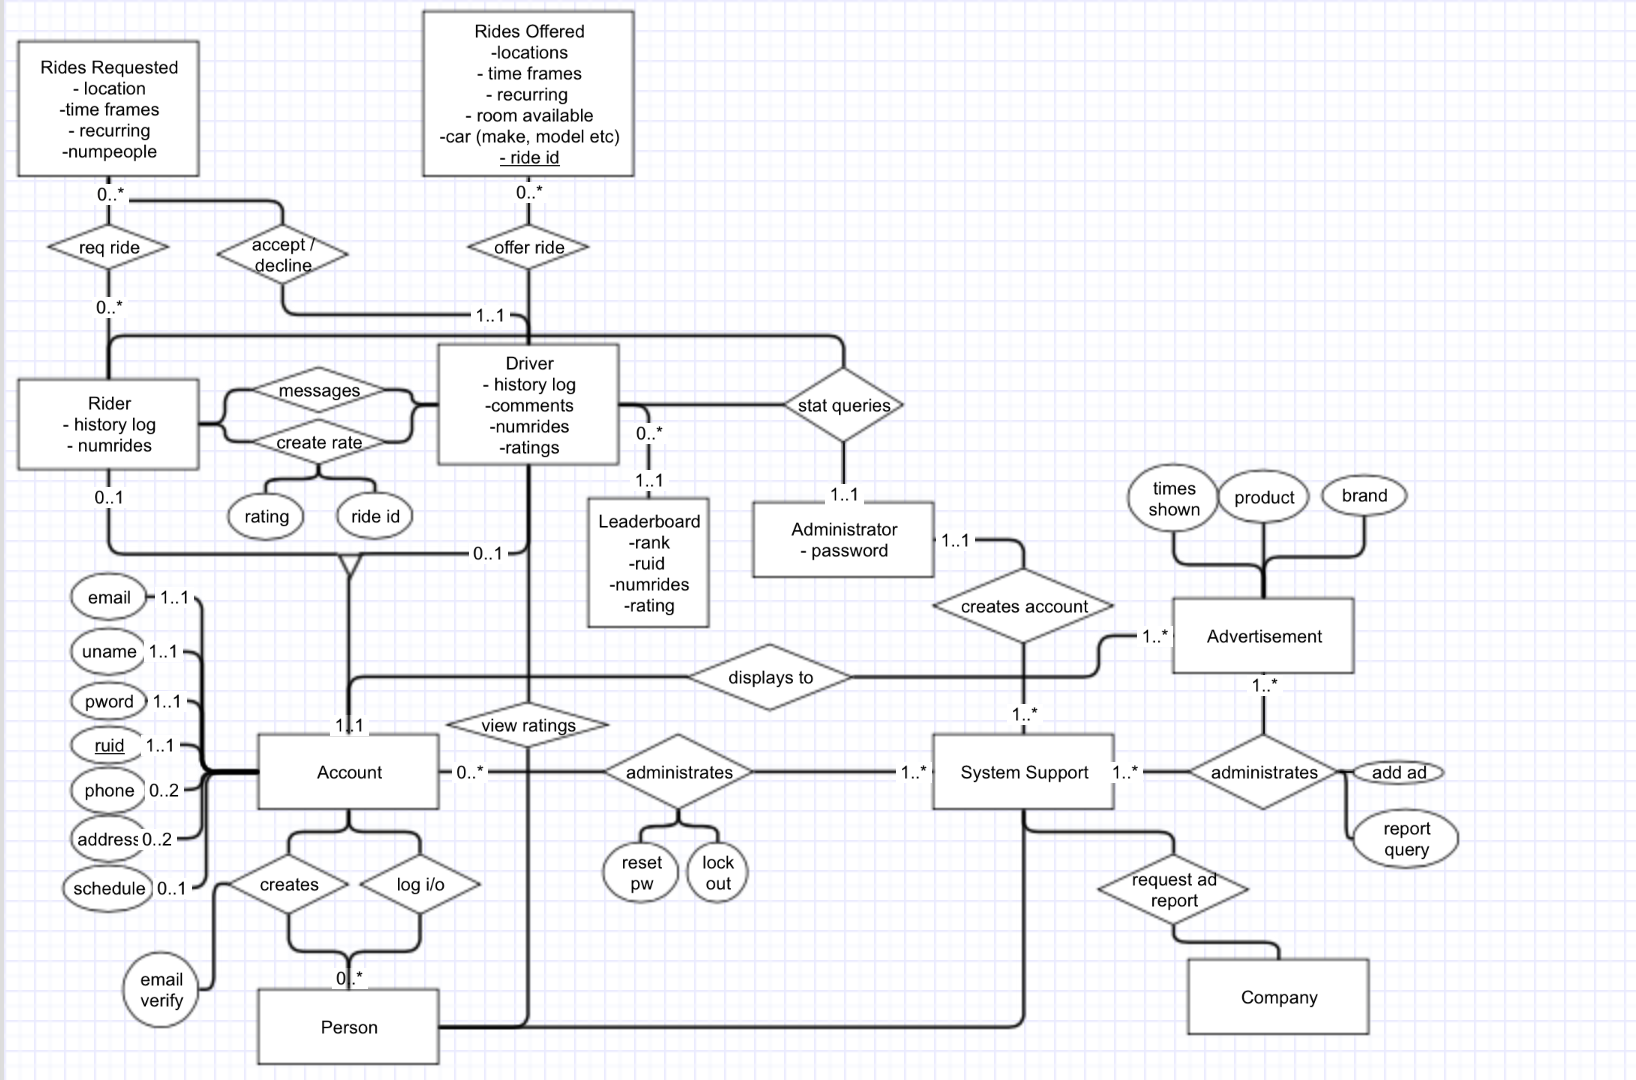 Rides Offered
-locations
- time frames
- recurring
- room available
-car (make, model etc)
- ride id
Rides Requested
- location
-time frames
- recurring
-numpeople
0..*
0..*
req ride
accept /
decline
offer ride
0..*
1..1
Driver
- history log
-comments
-numrides
-ratings
Rider
- history log
- numrides
messages
create rate
stat queries
0..*
1..1
0..1
rating
ride id
1..1
Leaderboard
-rank
-ruid
-numrides
-rating
Administrator
- password
1..1
times
shown
product
brand
0..1
email
1..1
creates account
Advertisement
1..*
uname
1..1
displays to
1..*
pword
1..1
1..1
view ratings
1..*
ruid
1..1
Account
0..*
administrates
1..*
System Support
1..*
administrates
add ad
phone
0..2
address
0..2
report
query
reset
pw
lock
out
schedule
0..1
creates
log i/o
request ad
report
email
verify
0..*
Person
Company